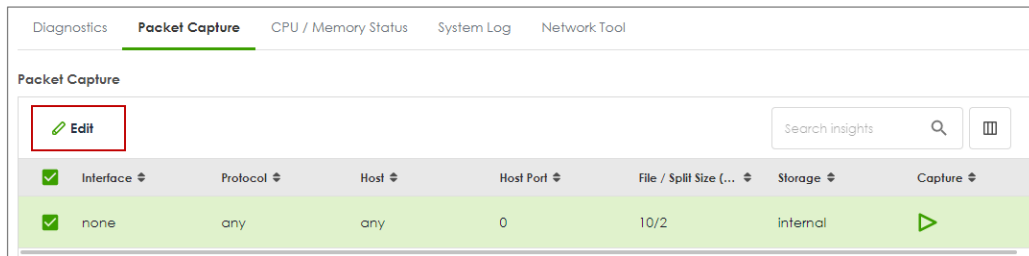 Diagnostics Packet Capture CPU / Memory Status System Log Network Tool
Packet Capture
Edit Search insights
Interface Protocol Host Host Port File / Split Size (... Storage Capture
none any any 0 10/2 internal